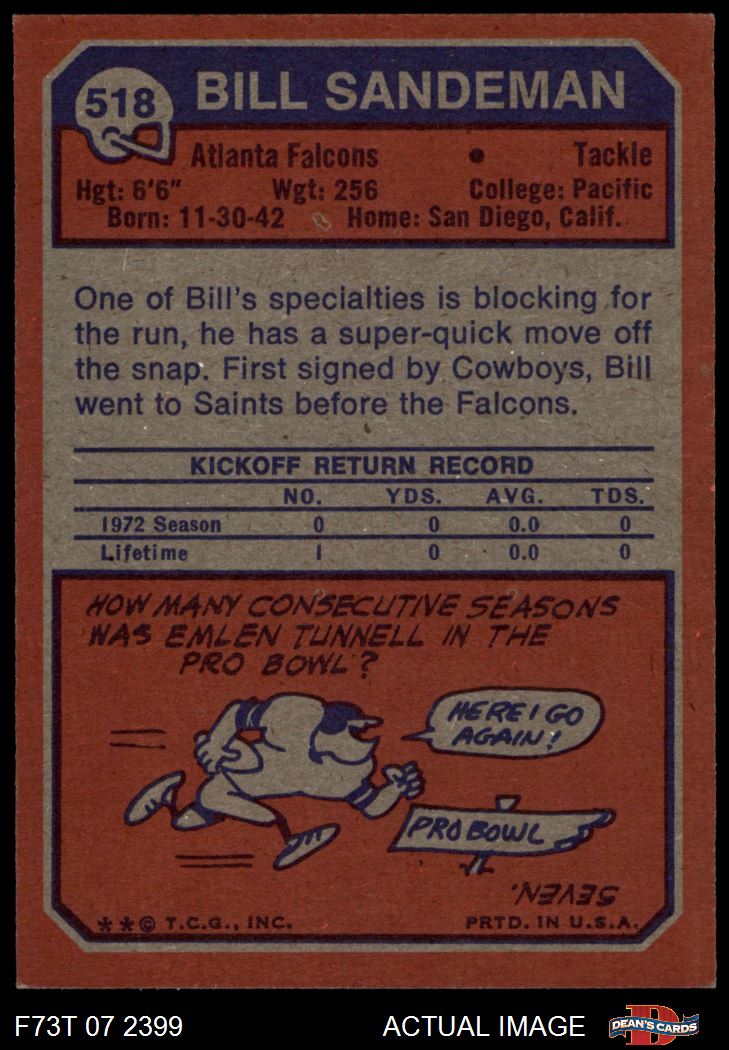 518 BILL SANDEMAN
Atlanta Falcons • Tackle
Hgt: 6'6" Wgt: 256 College: Pacific
Born: 11-30-42 Home: San Diego, Calif.
One of Bill's specialties is blocking for
the run, he has a super-quick move off
the snap. First signed by Cowboys, Bill
went to Saints before the Falcons.
KICKOFF RETURN RECORD
NO. YDS. AVG. TDS.
1972 Season 0 0 0.0 0
Lifetime 1 0 0.0 0
HOW MANY CONSECUTIVE SEASONS
WAS EMLEN TUNNELL IN THE
PRO BOWL?
HERE I GO
AGAIN!
PRO BOWL
SEVEN.
**© T.C.G., INC. PRTD. IN U.S.A.
F73T 07 2399 ACTUAL IMAGE DEAN'S CARDS